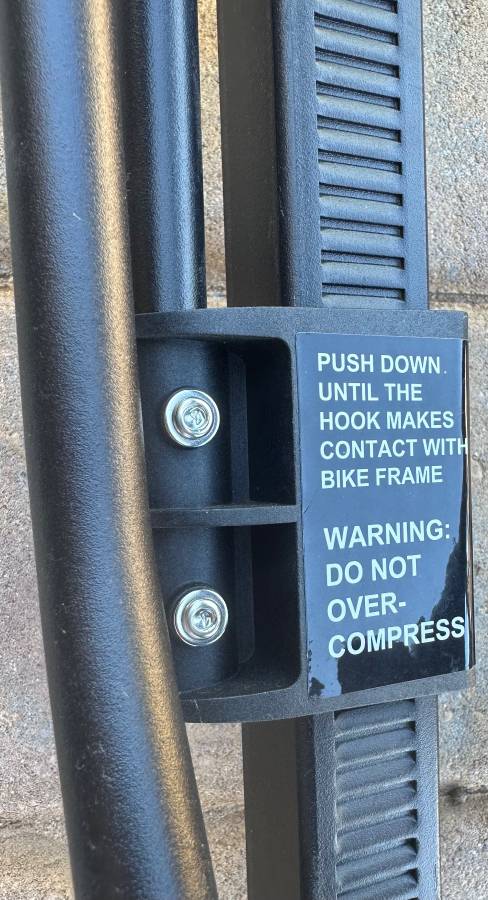 PUSH DOWN
UNTIL THE
HOOK MAKES
CONTACT WITH
BIKE FRAME
WARNING:
DO NOT
OVER-
COMPRESS